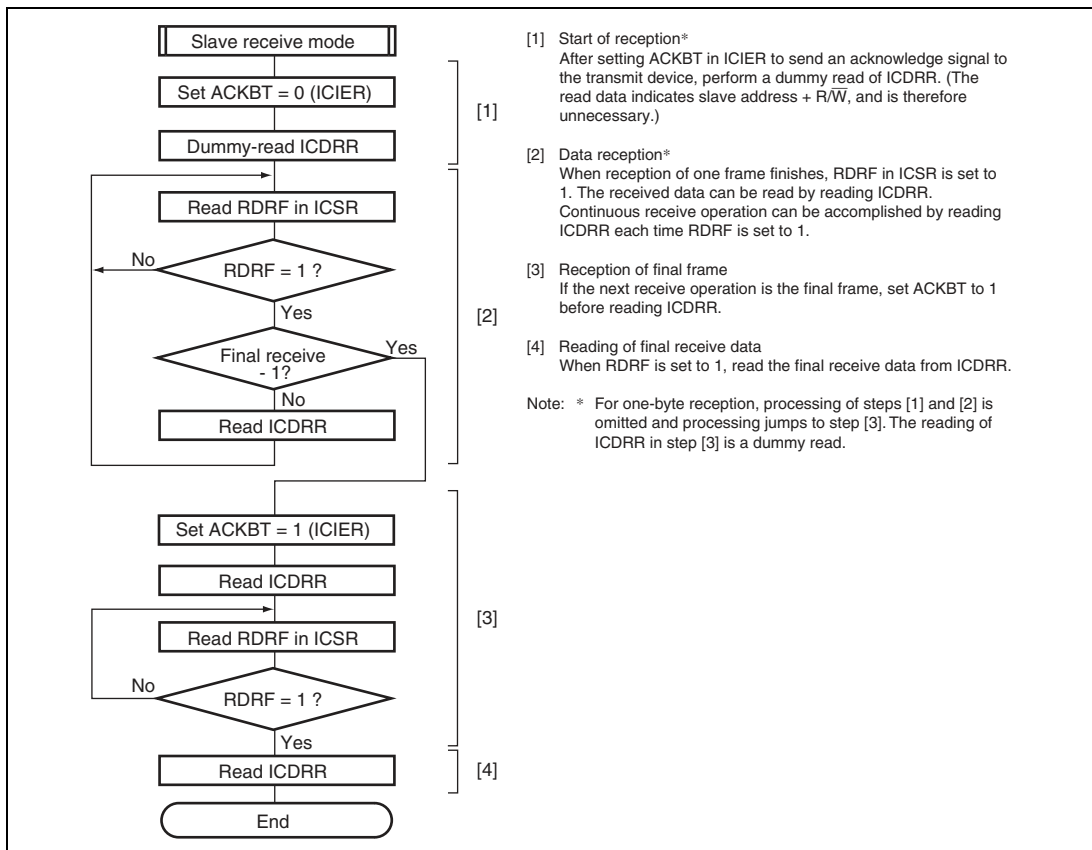 Slave receive mode
Set ACKBT = 0 (ICIER)
[1]
Dummy-read ICDRR
Read RDRF in ICSR
No
RDRF = 1 ?
Yes
[2]
Final receive
- 1?
Yes
No
Read ICDRR
Set ACKBT = 1 (ICIER)
Read ICDRR
[3]
Read RDRF in ICSR
No
RDRF = 1 ?
Yes
Read ICDRR
[4]
End
[1] Start of reception*
After setting ACKBT in ICIER to send an acknowledge signal to
the transmit device, perform a dummy read of ICDRR. (The
read data indicates slave address + R/W̅, and is therefore
unnecessary.)
[2] Data reception*
When reception of one frame finishes, RDRF in ICSR is set to
1. The received data can be read by reading ICDRR.
Continuous receive operation can be accomplished by reading
ICDRR each time RDRF is set to 1.
[3] Reception of final frame
If the next receive operation is the final frame, set ACKBT to 1
before reading ICDRR.
[4] Reading of final receive data
When RDRF is set to 1, read the final receive data from ICDRR.
Note: * For one-byte reception, processing of steps [1] and [2] is
omitted and processing jumps to step [3]. The reading of
ICDRR in step [3] is a dummy read.